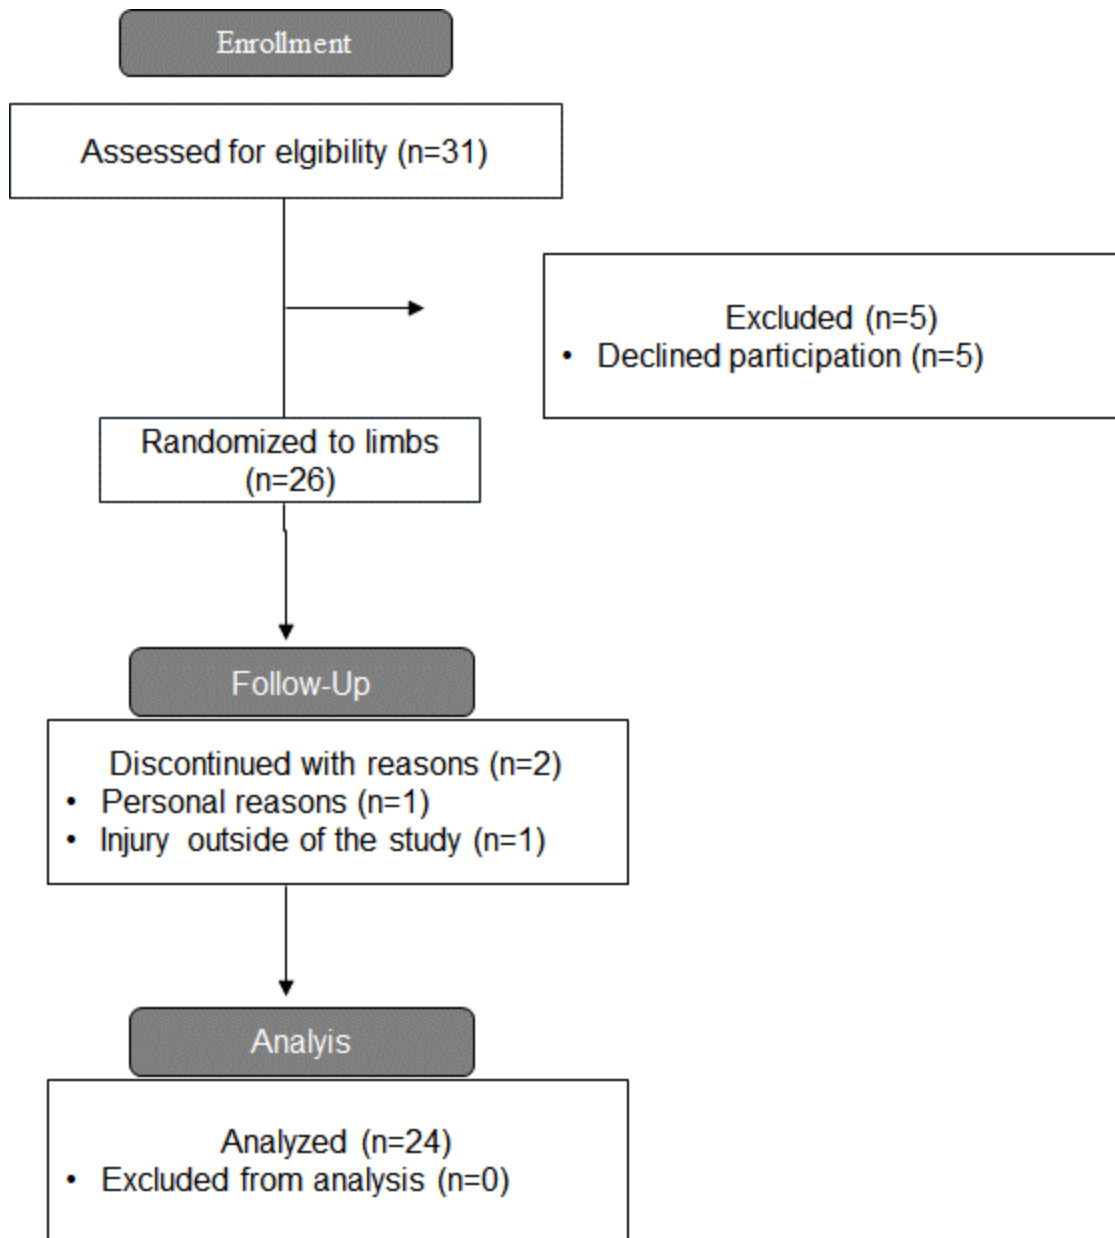 Enrollment
Assessed for elgibility (n=31)
Excluded (n=5)
• Declined participation (n=5)
Randomized to limbs
(n=26)
Follow-Up
Discontinued with reasons (n=2)
• Personal reasons (n=1)
• Injury outside of the study (n=1)
Analyis
Analyzed (n=24)
• Excluded from analysis (n=0)